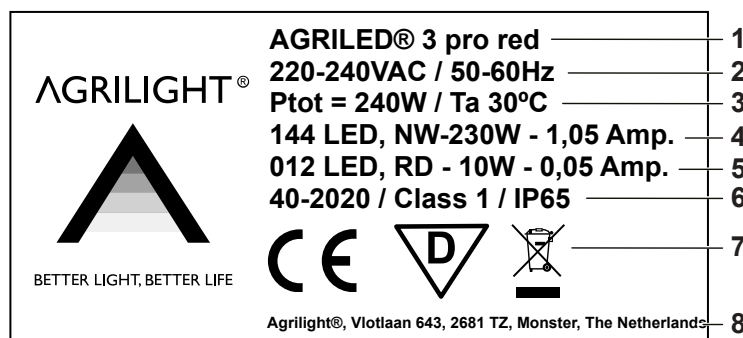 AGRILIGHT®
BETTER LIGHT, BETTER LIFE
AGRILED® 3 pro red 1
220-240VAC / 50-60Hz 2
Ptot = 240W / Ta 30ºC 3
144 LED, NW-230W - 1,05 Amp. 4
012 LED, RD - 10W - 0,05 Amp. 5
40-2020 / Class 1 / IP65 6
CE D 7
Agrilight®, Vlotlaan 643, 2681 TZ, Monster, The Netherlands 8